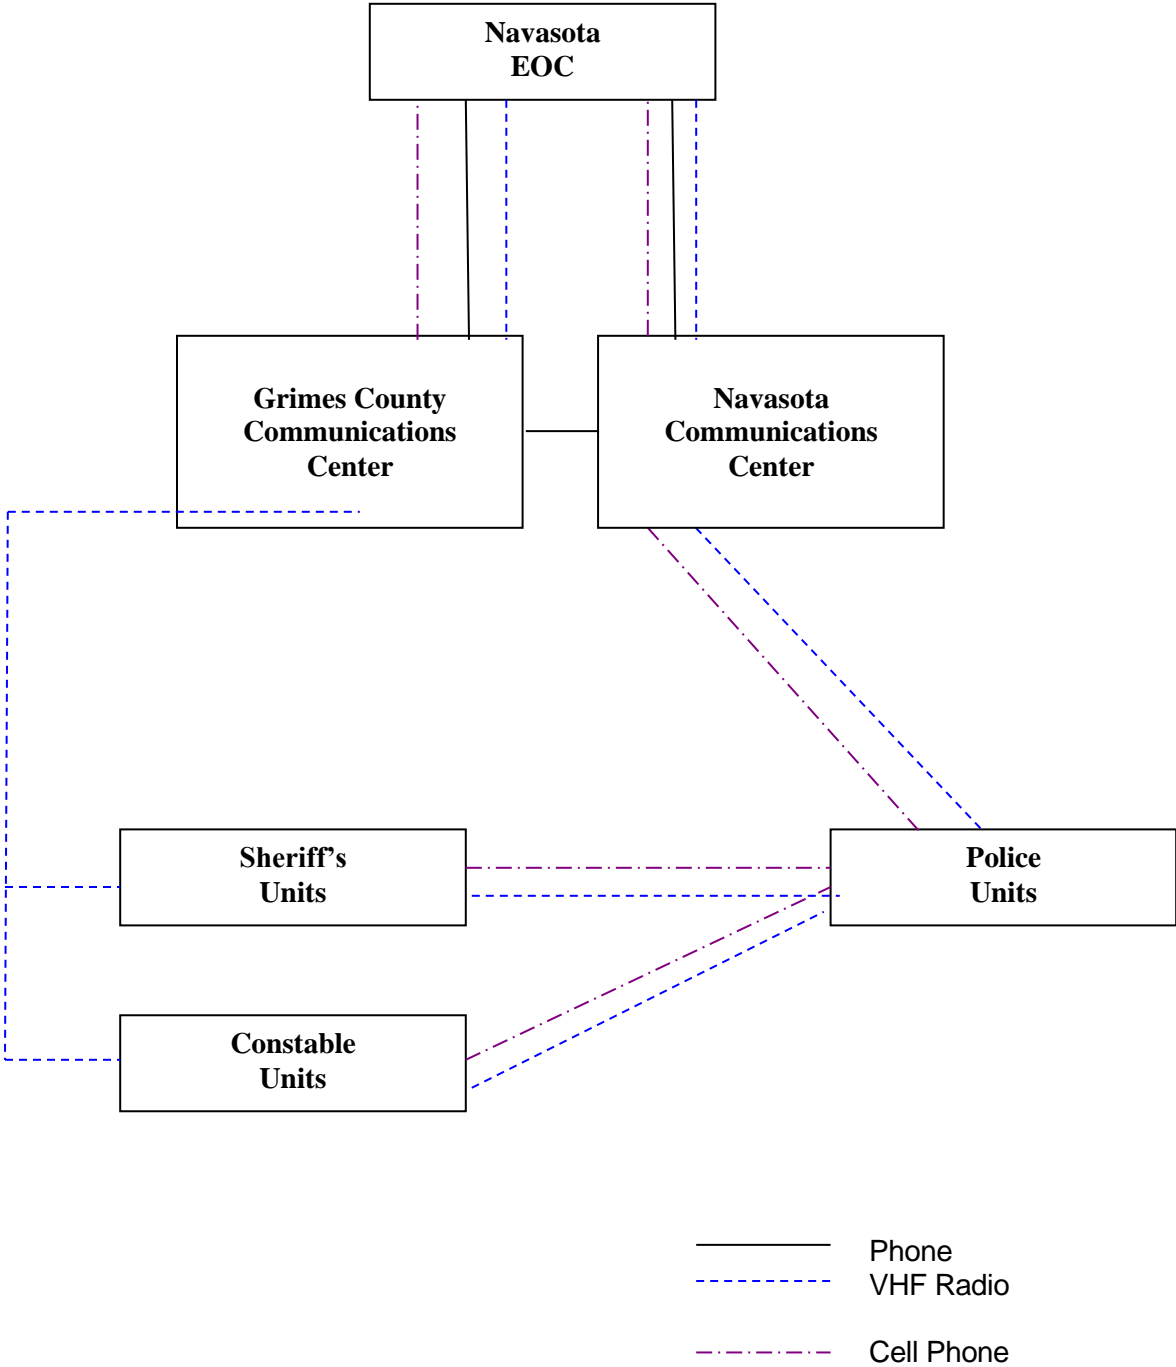 Navasota
EOC
Grimes County
Communications
Center
Navasota
Communications
Center
Sheriff’s
Units
Police
Units
Constable
Units
Phone
VHF Radio
Cell Phone